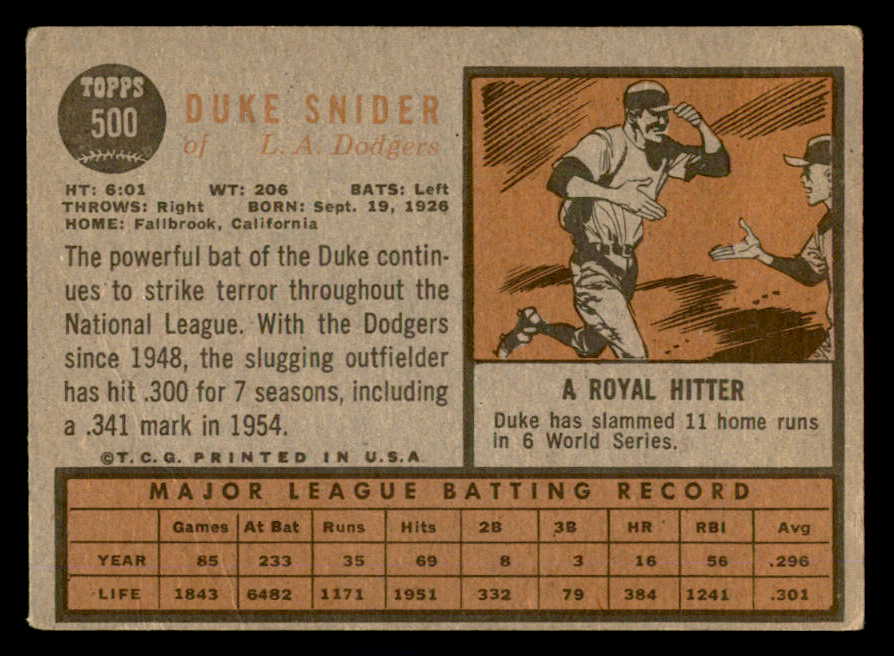 TOPPS
500
DUKE SNIDER
of L. A. Dodgers
HT: 6:01 WT: 206 BATS: Left
THROWS: Right BORN: Sept. 19, 1926
HOME: Fallbrook, California
The powerful bat of the Duke contin-
ues to strike terror throughout the
National League. With the Dodgers
since 1948, the slugging outfielder
has hit .300 for 7 seasons, including
a .341 mark in 1954.
©T.C.G. PRINTED IN U.S.A
A ROYAL HITTER
Duke has slammed 11 home runs
in 6 World Series.
MAJOR LEAGUE BATTING RECORD
Games At Bat Runs Hits 2B 3B HR RBI Avg
YEAR 85 233 35 69 8 3 16 56 .296
LIFE 1843 6482 1171 1951 332 79 384 1241 .301